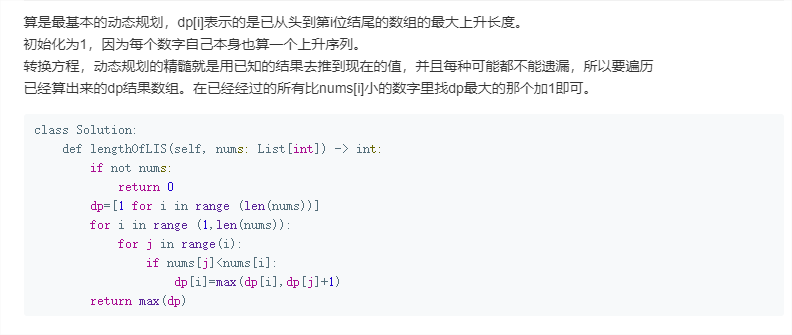 算是最基本的动态规划，dp[i]表示的是已从头到第i位结尾的数组的最大上升长度。
初始化为1，因为每个数字自己本身也算一个上升序列。
转换方程，动态规划的精髓就是用已知的结果去推到现在的值，并且每种可能都不能遗漏，所以要遍历
已经算出来的dp结果数组。在已经经过的所有比nums[i]小的数字里找dp最大的那个加1即可。
class Solution:
    def lengthOfLIS(self, nums: List[int]) -> int:
        if not nums:
            return 0
        dp=[1 for i in range (len(nums))]
        for i in range (1,len(nums)):
            for j in range(i):
                if nums[j]<nums[i]:
                    dp[i]=max(dp[i],dp[j]+1)
        return max(dp)